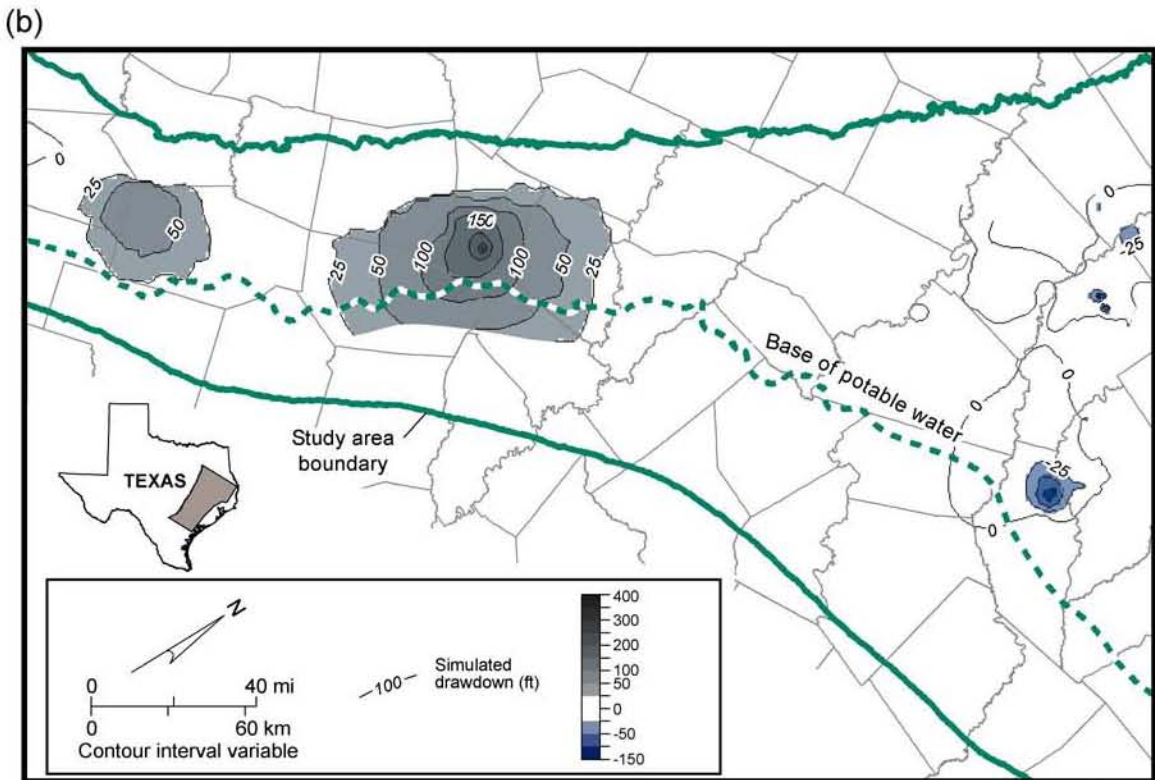 (b)
0
25
50
150
25
50
100
100
50
25
0
-25
Base of potable water
0
0
-25
0
Study area
boundary
TEXAS
N
0 40 mi
0 60 km
Contour interval variable
100
Simulated
drawdown (ft)
400
300
200
100
50
0
-50
-150